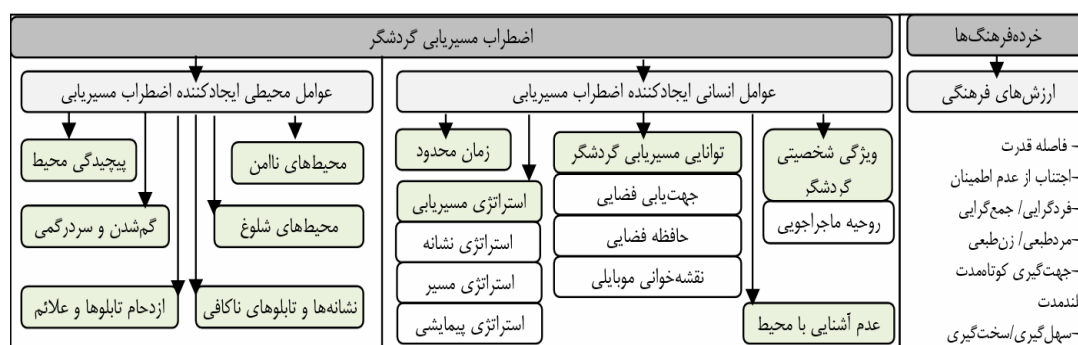 خرده‌فرهنگ‌ها
ارزش‌های فرهنگی
- فاصله قدرت
-اجتناب از عدم اطمینان
-فردگرایی/ جمع‌گرایی
-مردطبعی/ زن‌طبعی
-جهت‌گیری کوتاه‌مدت
لندمدت
-سهل‌گیری/سخت‌گیری
اضطراب مسیریابی گردشگر
عوامل انسانی ایجادکننده اضطراب مسیریابی
ویژگی شخصیتی
گردشگر
روحیه ماجراجویی
عدم آشنایی با محیط
توانایی مسیریابی گردشگر
جهت‌یابی فضایی
حافظه فضایی
نقشه‌خوانی موبایلی
زمان محدود
استراتژی مسیریابی
استراتژی نشانه
استراتژی مسیر
استراتژی پیمایشی
عوامل محیطی ایجادکننده اضطراب مسیریابی
محیط‌های ناامن
پیچیدگی محیط
محیط‌های شلوغ
گم‌شدن و سردرگمی
نشانه‌ها و تابلوهای ناکافی
ازدحام تابلوها و علائم